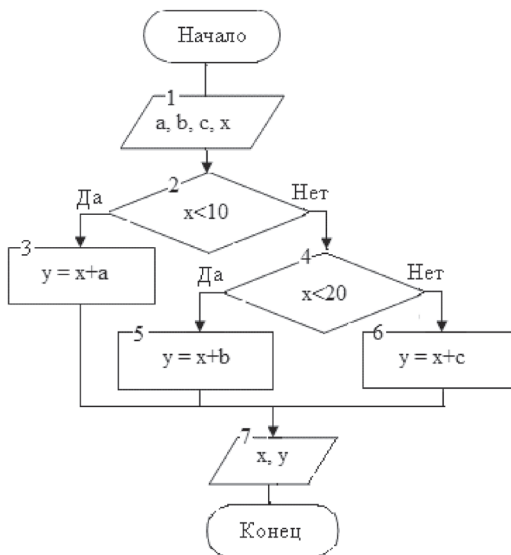 Начало
1
a, b, c, x
2
Да
x<10
Нет
3
y = x+a
4
Да
x<20
Нет
5
y = x+b
6
y = x+c
7
x, y
Конец